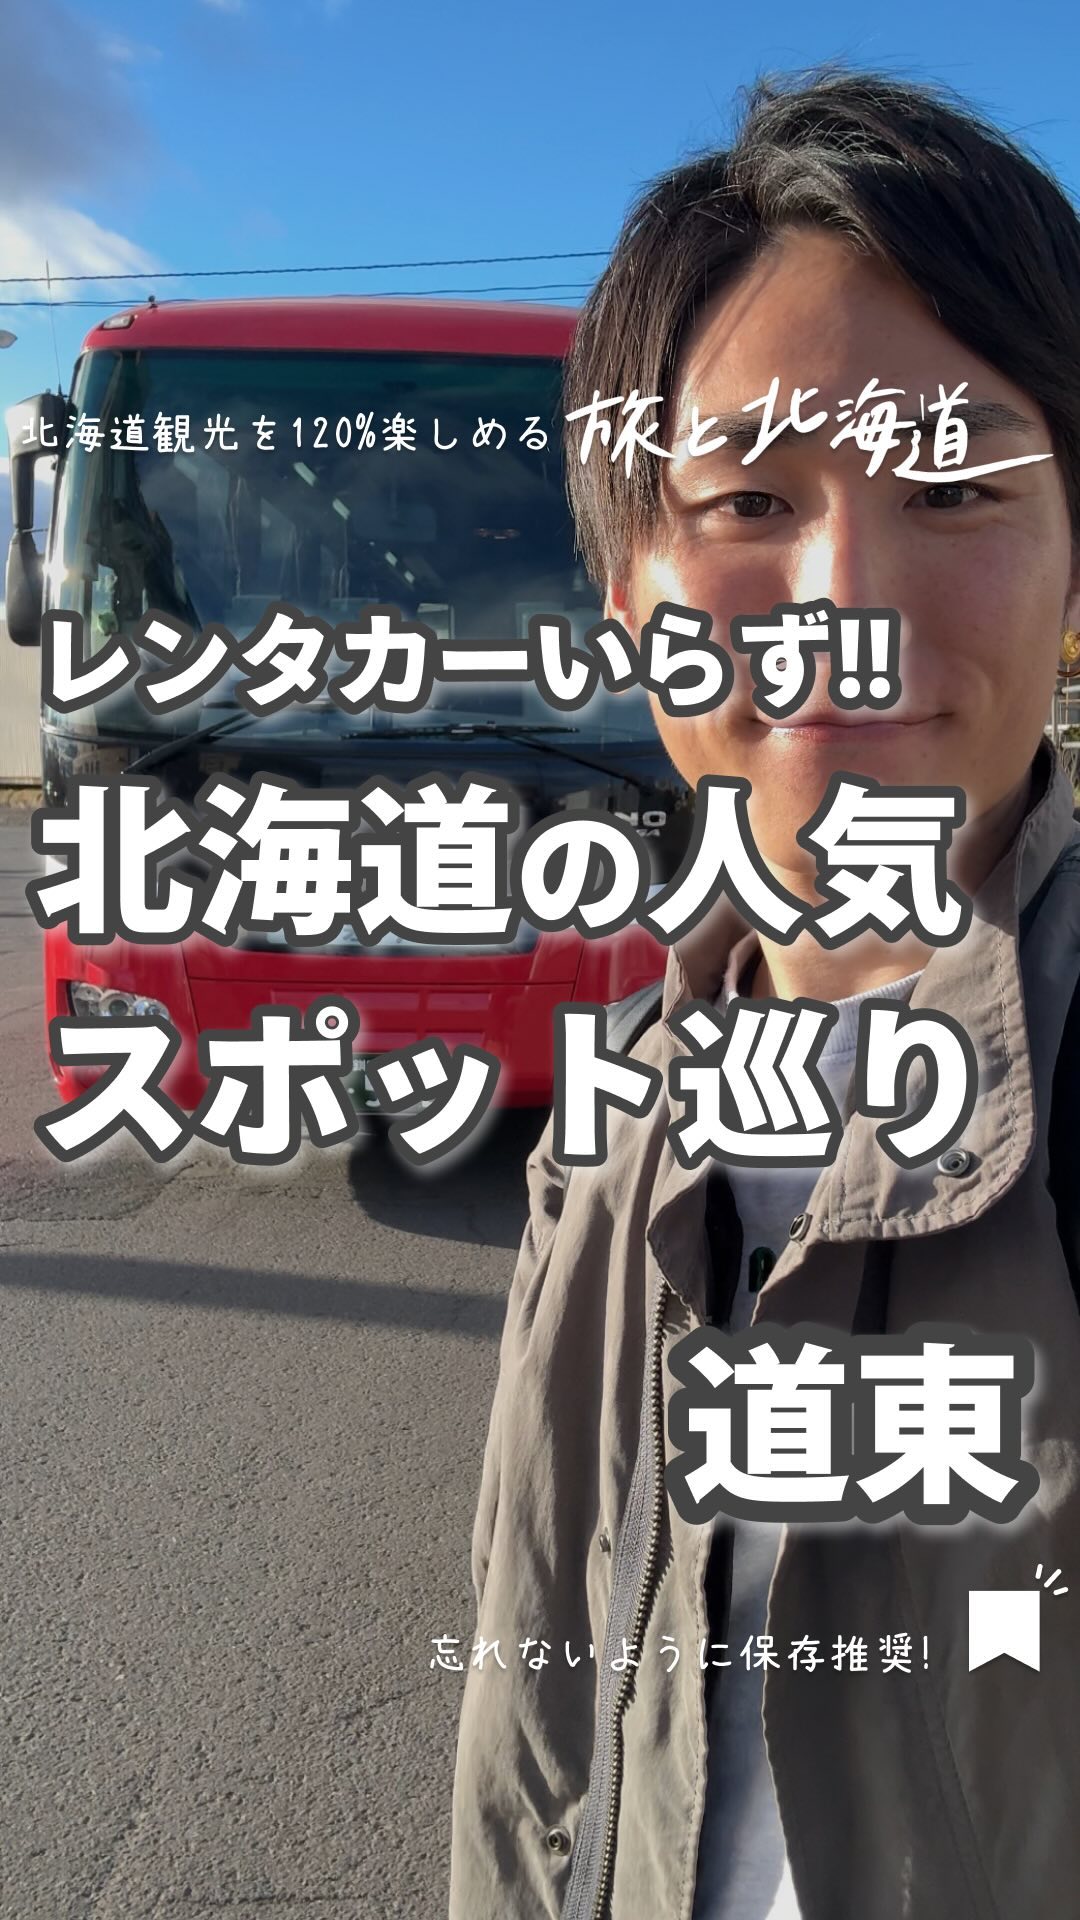 北海道観光を120%楽しめる 旅と北海道
レンタカーいらず!!
北海道の人気
スポット巡り
道東
忘れないように保存推奨!